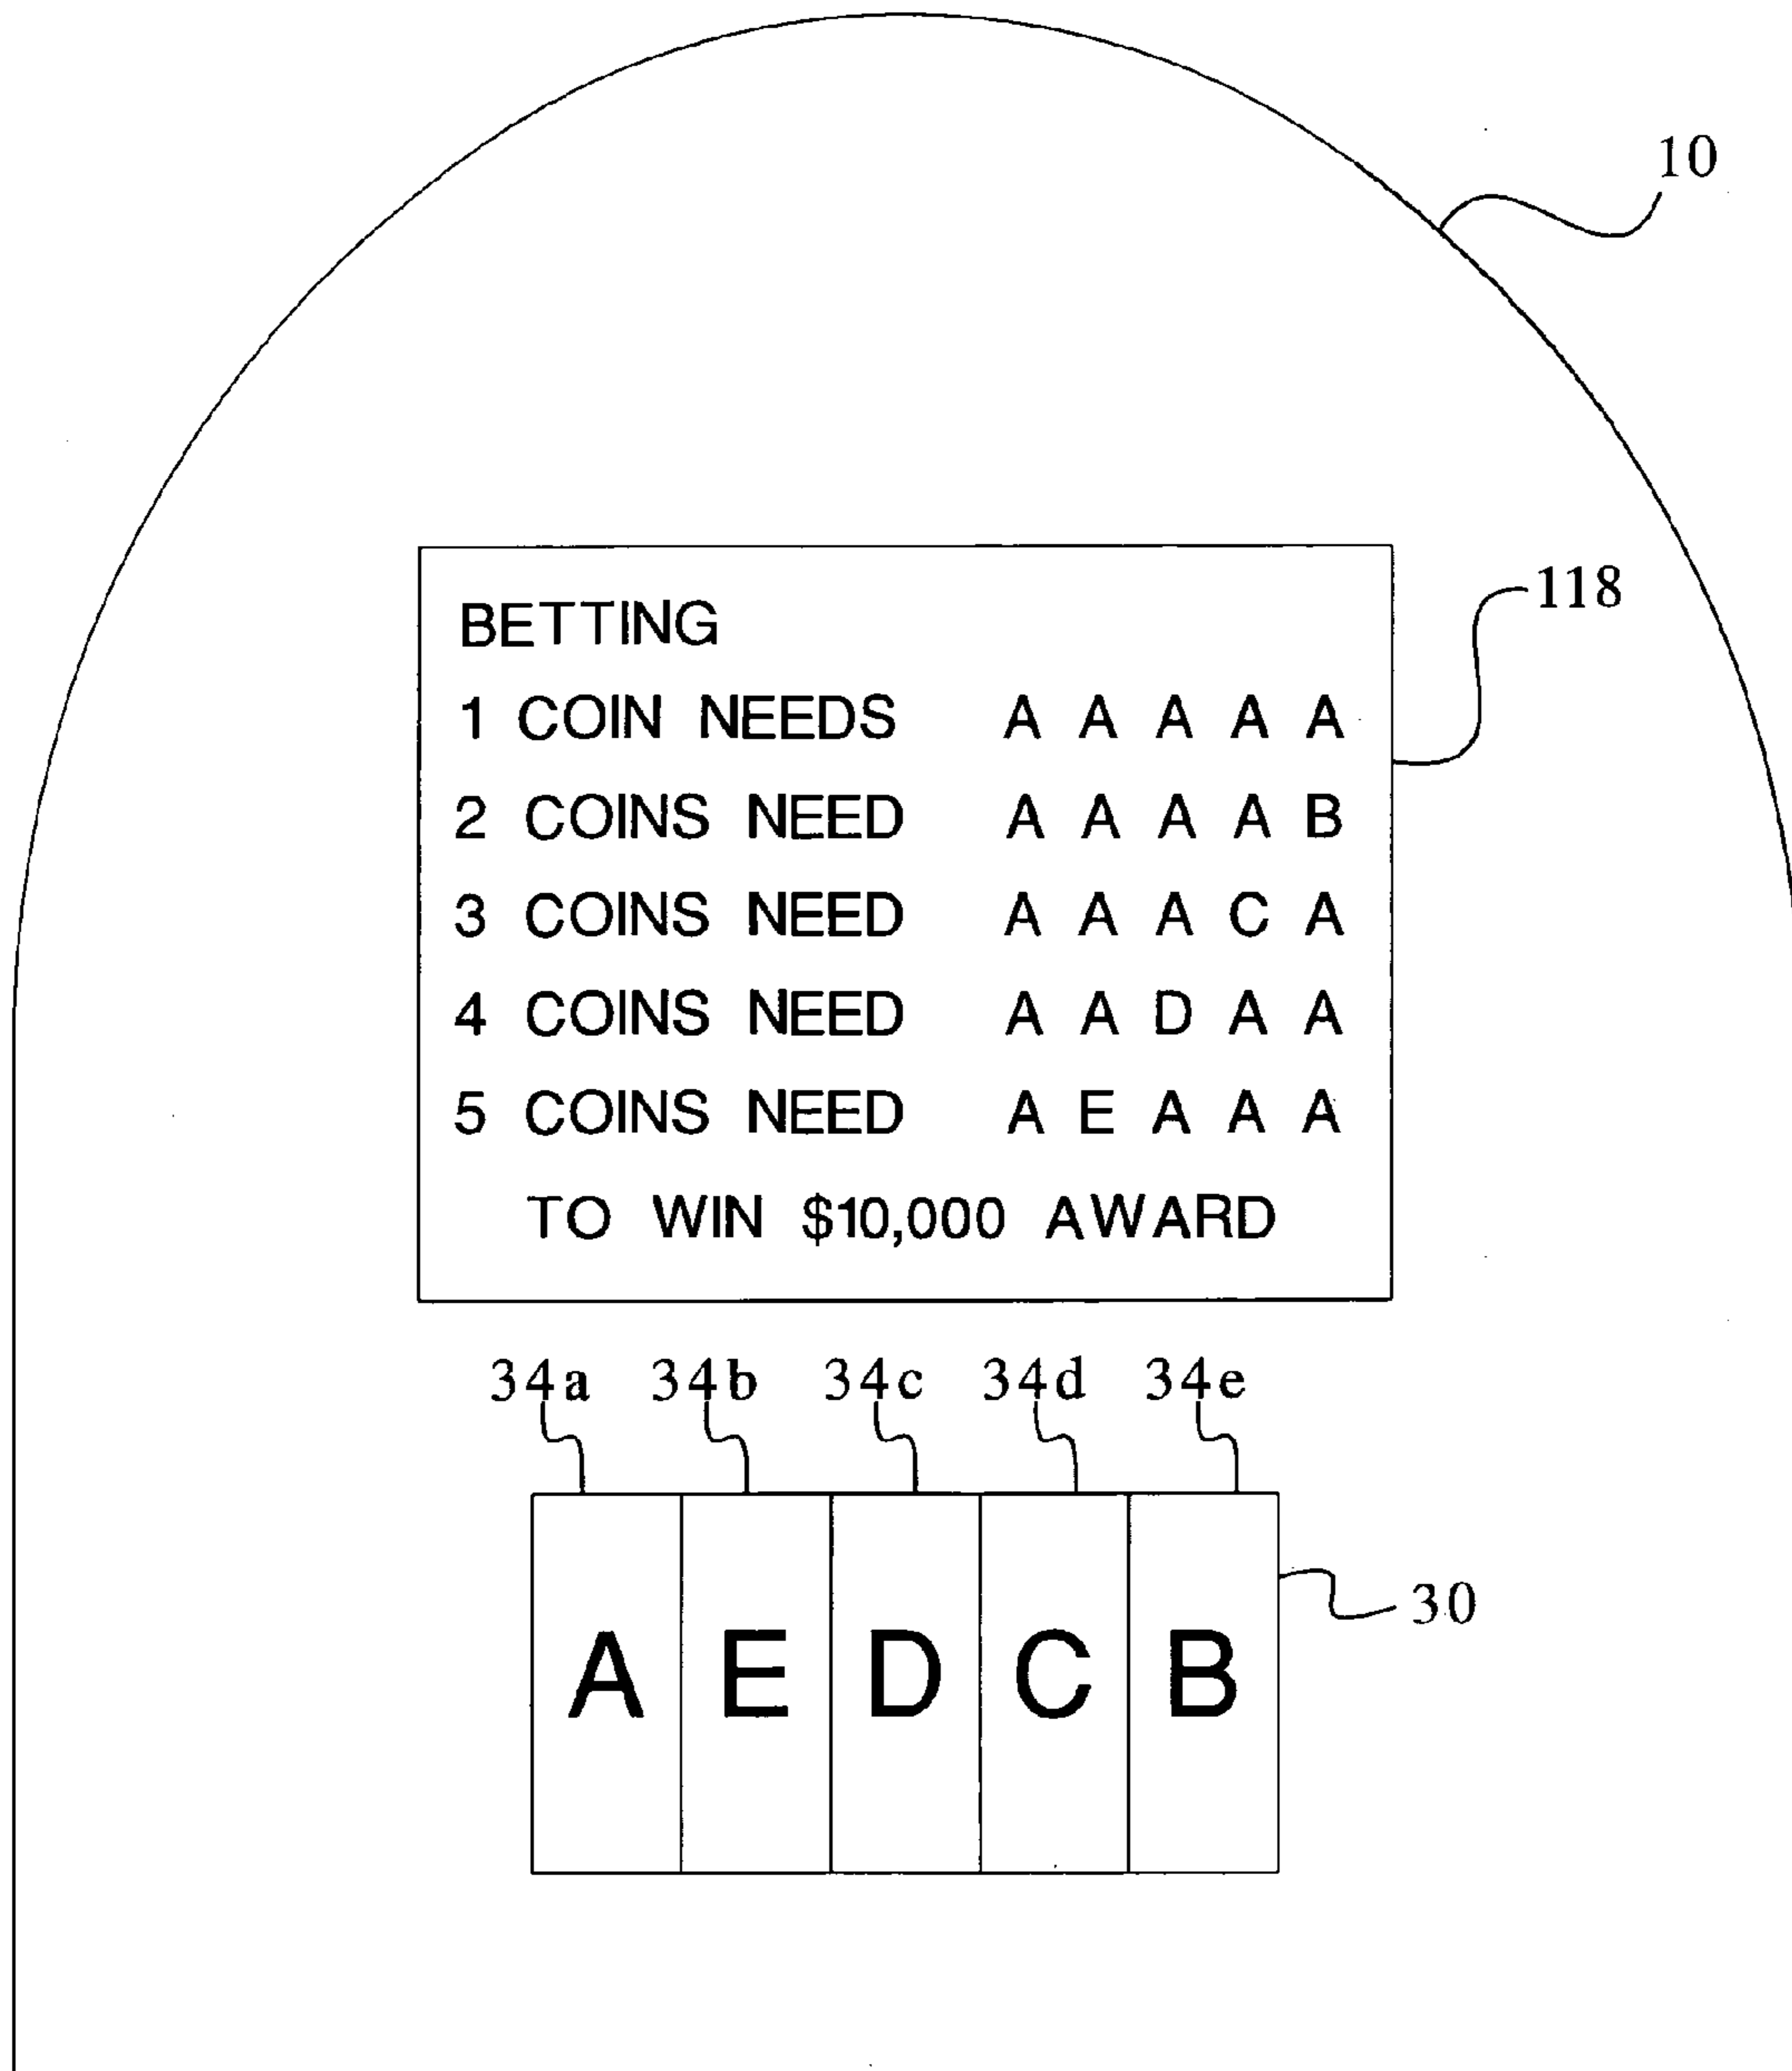 10
118
BETTING
1 COIN NEEDS A A A A A
2 COINS NEED A A A A B
3 COINS NEED A A A C A
4 COINS NEED A A D A A
5 COINS NEED A E A A A
TO WIN $10,000 AWARD
34a 34b 34c 34d 34e
30
A E D C B